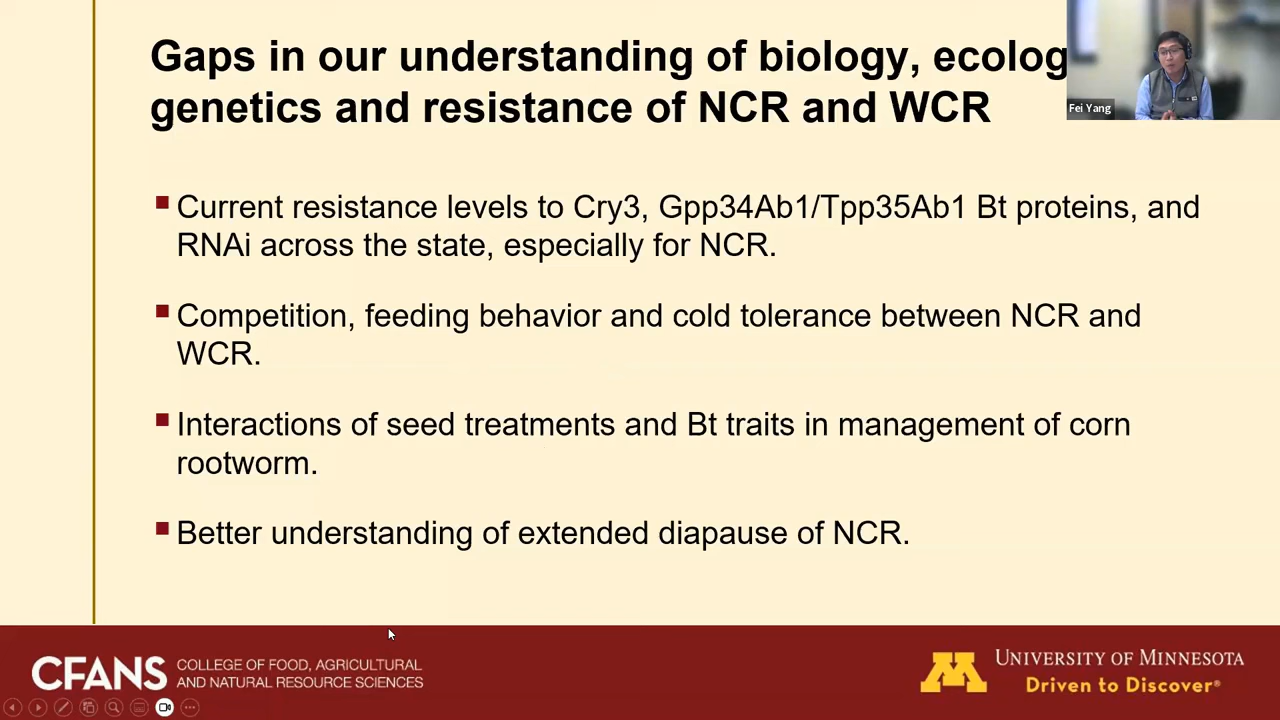 Gaps in our understanding of biology, ecolog
genetics and resistance of NCR and WCR
Fei Yang
Current resistance levels to Cry3, Gpp34Ab1/Tpp35Ab1 Bt proteins, and
RNAi across the state, especially for NCR.
Competition, feeding behavior and cold tolerance between NCR and
WCR.
Interactions of seed treatments and Bt traits in management of corn
rootworm.
Better understanding of extended diapause of NCR.
CFANS
COLLEGE OF FOOD, AGRICULTURAL
AND NATURAL RESOURCE SCIENCES
M
UNIVERSITY OF MINNESOTA
Driven to Discover®